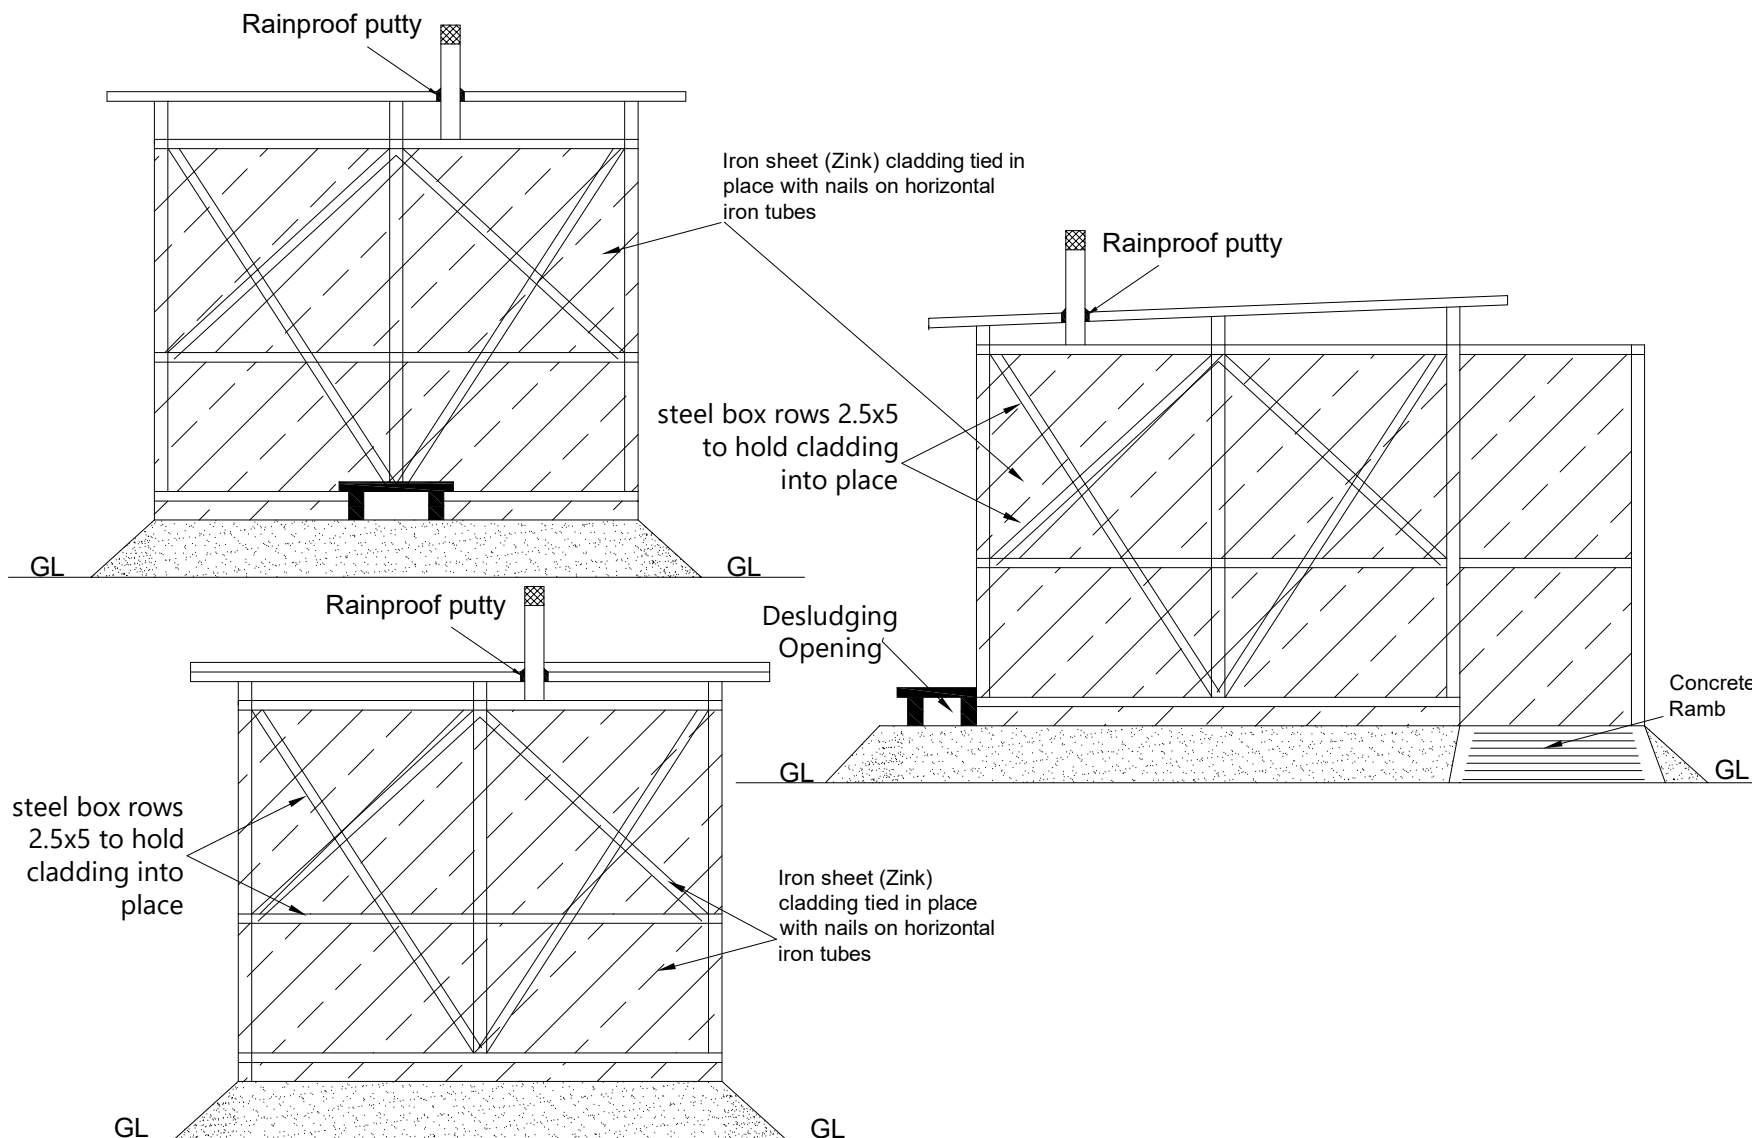 Rainproof putty
Iron sheet (Zink) cladding tied in
place with nails on horizontal
iron tubes
GL
GL
Rainproof putty
steel box rows 2.5x5
to hold cladding
into place
Desludging
Opening
Concrete
Ramb
GL
GL
Rainproof putty
steel box rows
2.5x5 to hold
cladding into
place
Iron sheet (Zink)
cladding tied in place
with nails on horizontal
iron tubes
GL
GL